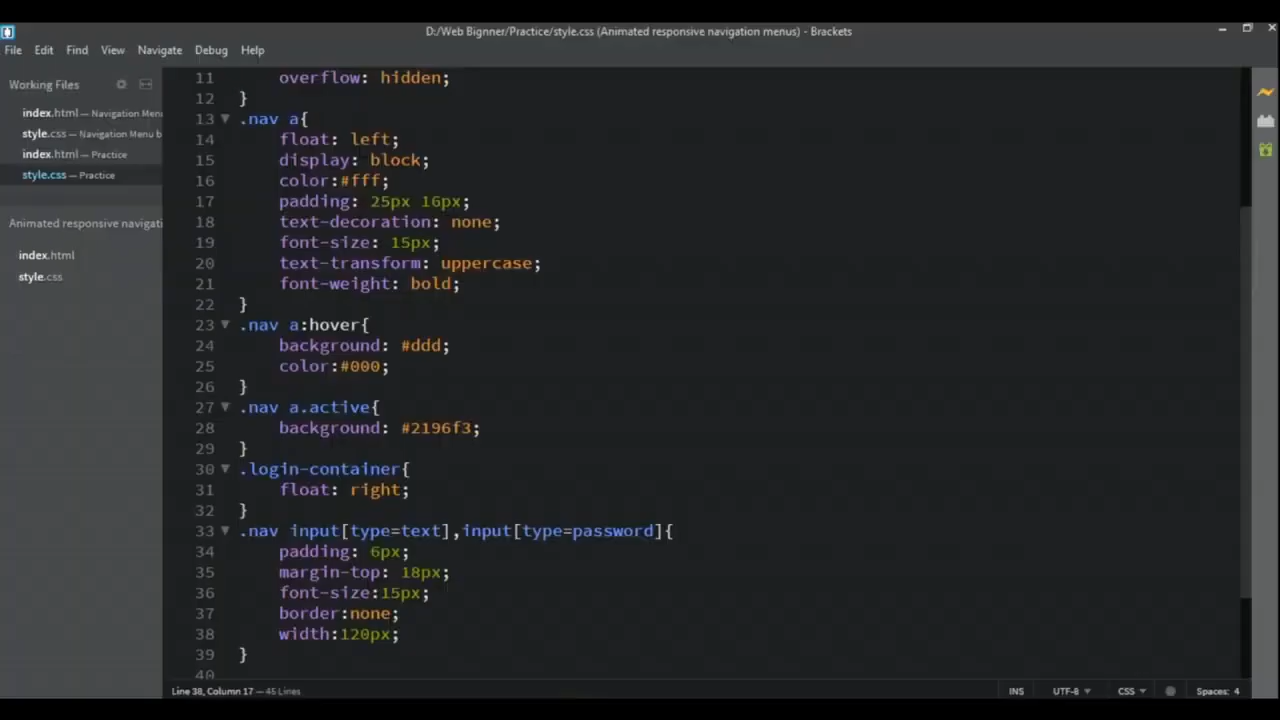 D:/Web Bignner/Practice/style.css (Animated responsive navigation menus) - Brackets
File Edit Find View Navigate Debug Help
Working Files
index.html — Navigation Menu
style.css — Navigation Menu b
index.html — Practice
style.css — Practice
Animated responsive navigati
index.html
style.css
11 overflow: hidden;
12 }
13 .nav a{
14 float: left;
15 display: block;
16 color:#fff;
17 padding: 25px 16px;
18 text-decoration: none;
19 font-size: 15px;
20 text-transform: uppercase;
21 font-weight: bold;
22 }
23 .nav a:hover{
24 background: #ddd;
25 color:#000;
26 }
27 .nav a.active{
28 background: #2196f3;
29 }
30 .login-container{
31 float: right;
32 }
33 .nav input[type=text],input[type=password]{
34 padding: 6px;
35 margin-top: 18px;
36 font-size:15px;
37 border:none;
38 width:120px;
39 }
40
Line 38, Column 17 — 45 Lines
INS UTF-8 CSS Spaces: 4